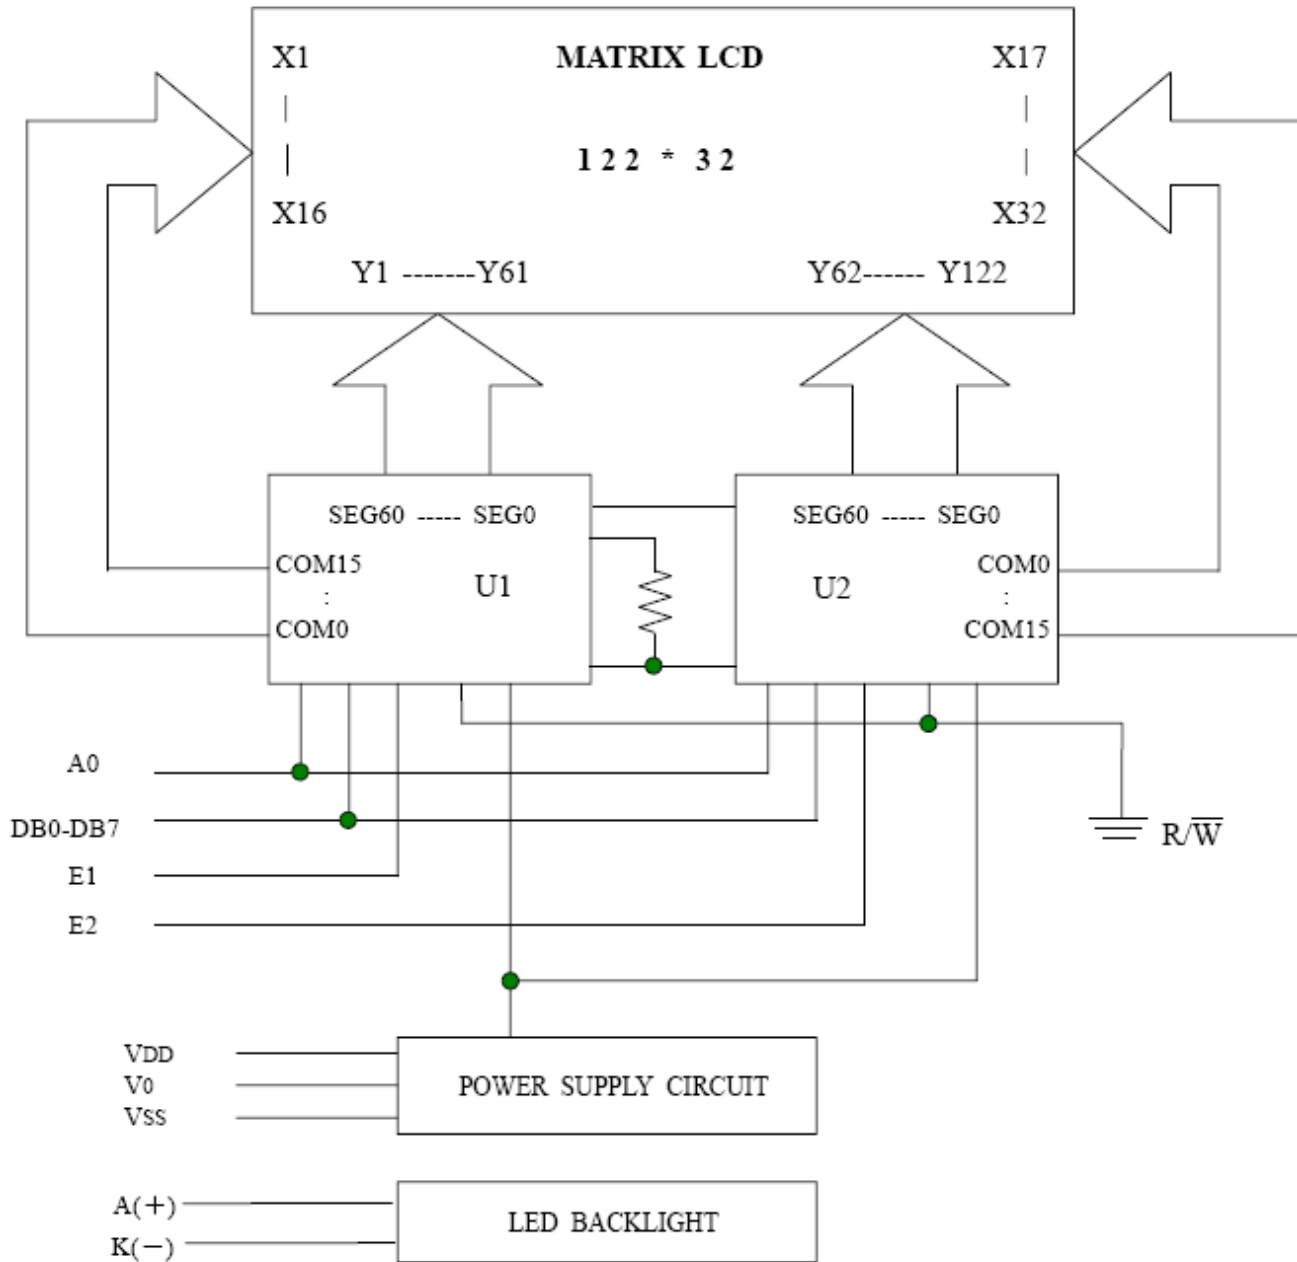 X1 MATRIX LCD X17
| |
| 122 * 32 |
X16 X32
Y1 -------Y61 Y62------ Y122
SEG60 ----- SEG0 SEG60 ----- SEG0
COM15 U1 U2 COM0
: :
COM0 COM15
A0
DB0-DB7
R/W̅
E1
E2
VDD
V0 POWER SUPPLY CIRCUIT
VSS
A(+)
LED BACKLIGHT
K(−)